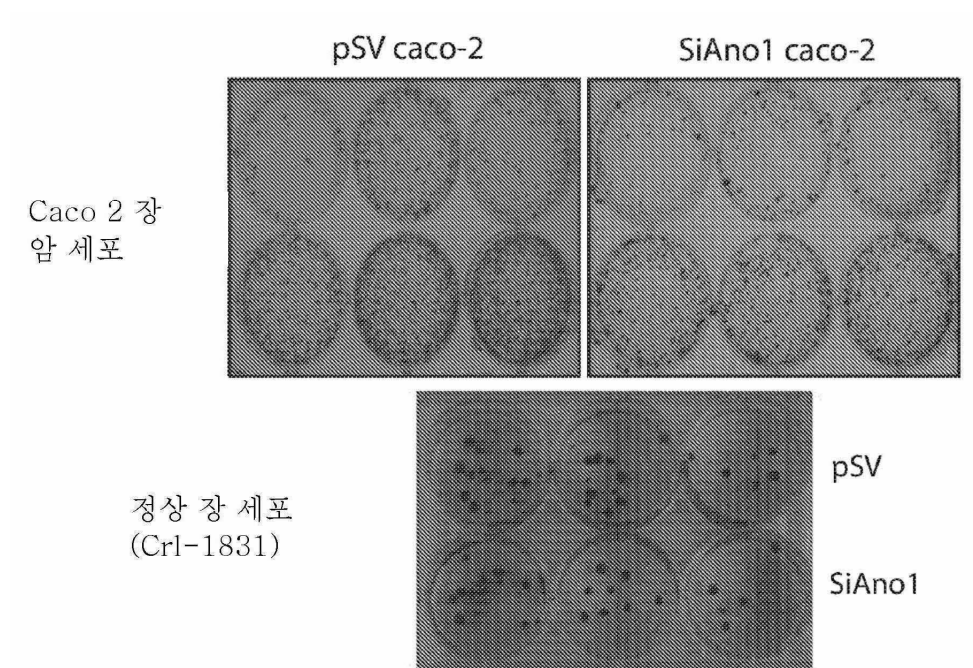 pSV caco-2
SiAno1 caco-2
Caco 2 장
암 세포
pSV
정상 장 세포
(Crl-1831)
SiAno1